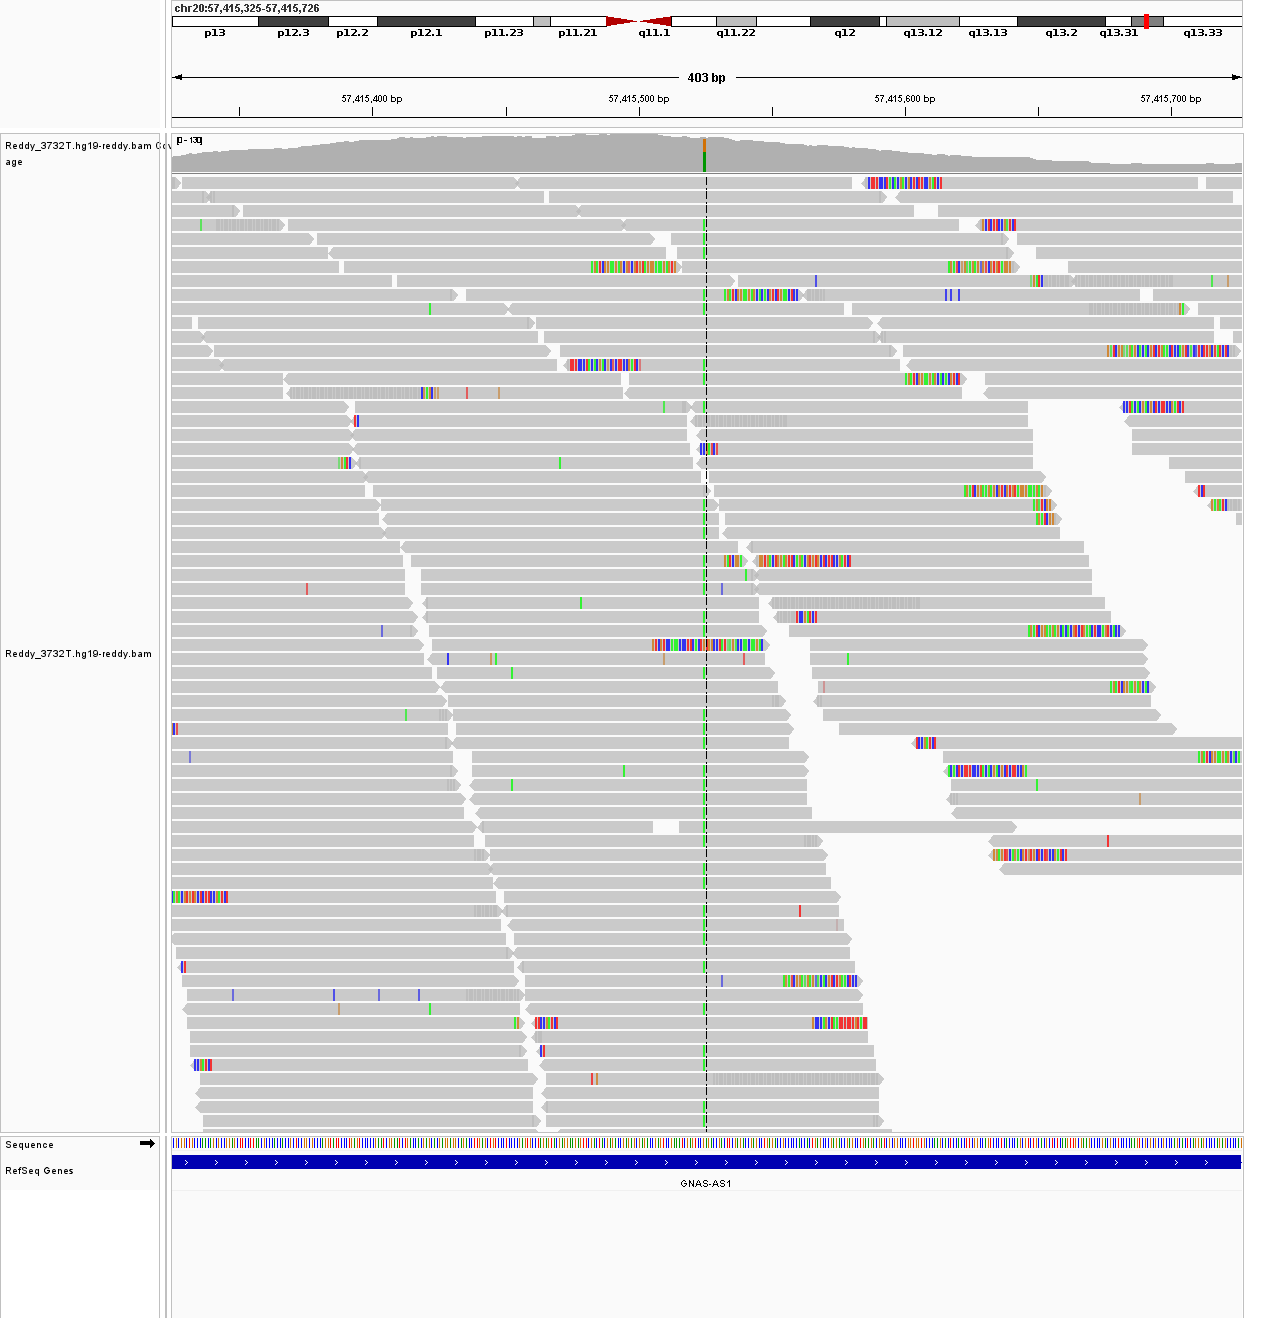 chr20:57,415,325-57,415,726
p13 p12.3 p12.2 p12.1 p11.23 p11.21 q11.1 q11.22 q12 q13.12 q13.13 q13.2 q13.31 q13.33
403 bp
57,415,400 bp 57,415,500 bp 57,415,600 bp 57,415,700 bp
[0 - 130]
Reddy_3732T.hg19-reddy.bam Cov
age
Reddy_3732T.hg19-reddy.bam
Sequence
RefSeq Genes
GNAS-AS1